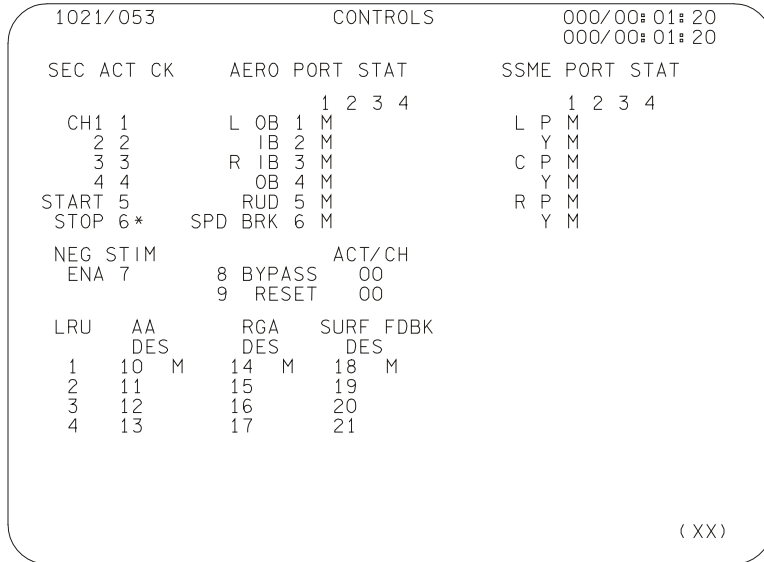 1021/053 CONTROLS 000/00:01:20
000/00:01:20
SEC ACT CK AERO PORT STAT SSME PORT STAT
1 2 3 4 1 2 3 4
CH1 1 L OB 1 M L P M
2 2 IB 2 M Y M
3 3 R IB 3 M C P M
4 4 OB 4 M Y M
START 5 RUD 5 M R P M
STOP 6* SPD BRK 6 M Y M
NEG STIM ACT/CH
ENA 7 8 BYPASS 00
9 RESET 00
LRU AA RGA SURF FDBK
DES DES DES
1 10 M 14 M 18 M
2 11 15 19
3 12 16 20
4 13 17 21
(XX)